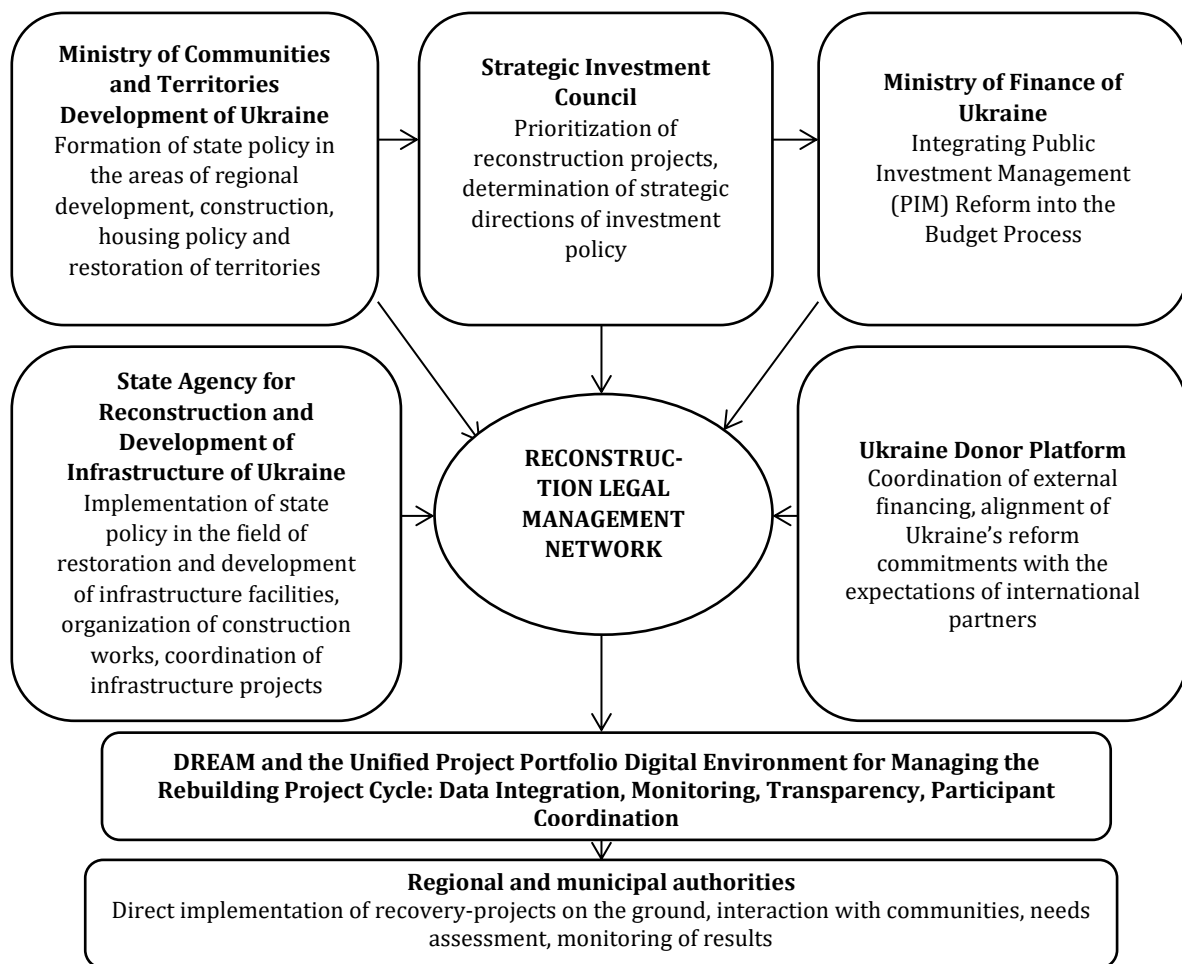 Ministry of Communities
and Territories
Development of Ukraine
Formation of state policy in
the areas of regional
development, construction,
housing policy and
restoration of territories
Strategic Investment
Council
Prioritization of
reconstruction projects,
determination of strategic
directions of investment
policy
Ministry of Finance of
Ukraine
Integrating Public
Investment Management
(PIM) Reform into the
Budget Process
State Agency for
Reconstruction and
Development of
Infrastructure of Ukraine
Implementation of state
policy in the field of
restoration and development
of infrastructure facilities,
organization of construction
works, coordination of
infrastructure projects
RECONSTRUC-
TION LEGAL
MANAGEMENT
NETWORK
Ukraine Donor Platform
Coordination of external
financing, alignment of
Ukraine’s reform
commitments with the
expectations of international
partners
DREAM and the Unified Project Portfolio Digital Environment for Managing the
Rebuilding Project Cycle: Data Integration, Monitoring, Transparency, Participant
Coordination
Regional and municipal authorities
Direct implementation of recovery-projects on the ground, interaction with communities, needs
assessment, monitoring of results